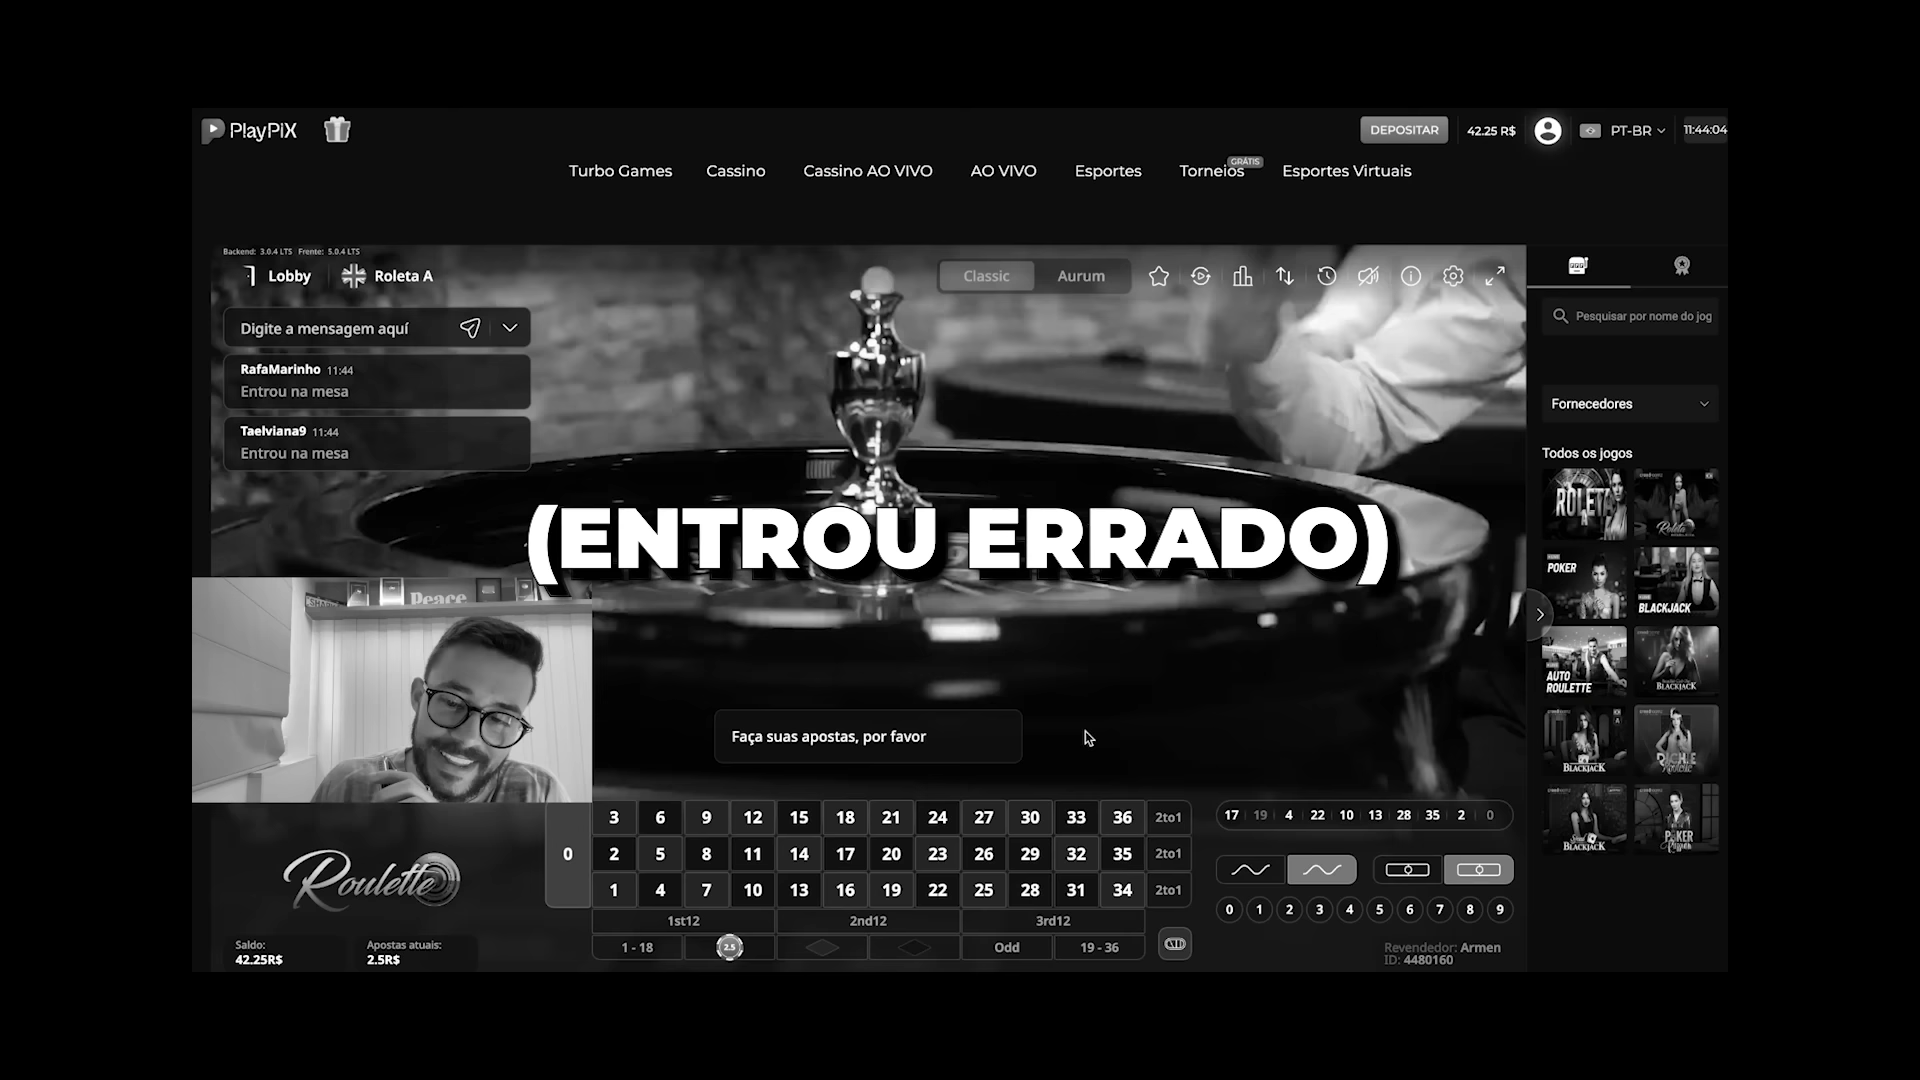 PlayPiX
DEPOSITAR
42.25 R$
PT-BR
11:44:04
Turbo Games
Cassino
Cassino AO VIVO
AO VIVO
Esportes
Torneios
GRÁTIS
Esportes Virtuais
Backend: 3.0.4 LTS Frente: 5.0.4 LTS
Lobby
Roleta A
Classic
Aurum
Digite a mensagem aquí
RafaMarinho 11:44
Entrou na mesa
Taelviana9 11:44
Entrou na mesa
Pesquisar por nome do jog
Fornecedores
Todos os jogos
ROLETA
A
Roleta
POKER
BLACKJACK
AUTO
ROULETTE
BLACKJACK
BLACKJACK
RICHIE
Roulette
BLACKJACK
POKER
(ENTROU ERRADO)
Peace
Faça suas apostas, por favor
3 6 9 12 15 18 21 24 27 30 33 36 2to1
0 2 5 8 11 14 17 20 23 26 29 32 35 2to1
1 4 7 10 13 16 19 22 25 28 31 34 2to1
1st12 2nd12 3rd12
1 - 18 2.5 Odd 19 - 36
17 19 4 22 10 13 28 35 2 0
0 1 2 3 4 5 6 7 8 9
Roulette
Saldo:
42.25R$
Apostas atuais:
2.5R$
Revendedor: Armen
ID: 4480160